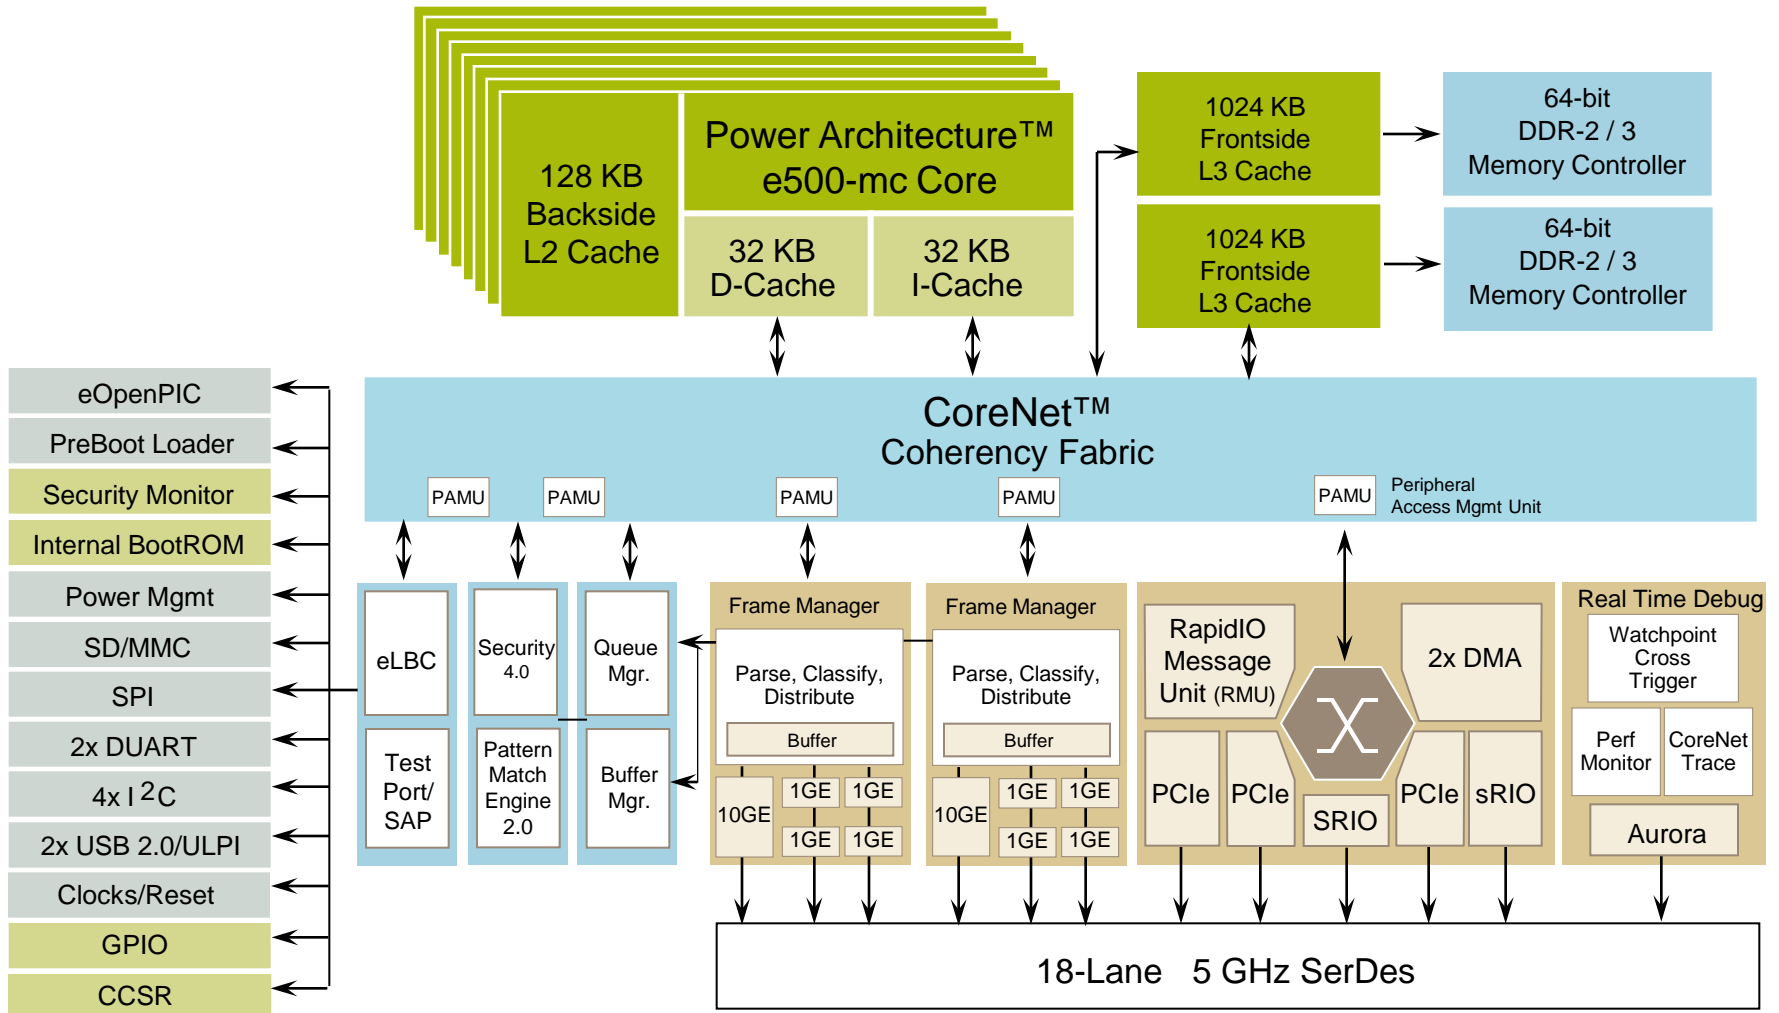 128 KB
Backside
L2 Cache
Power Architecture™
e500-mc Core
32 KB
D-Cache
32 KB
I-Cache
1024 KB
Frontside
L3 Cache
64-bit
DDR-2 / 3
Memory Controller
1024 KB
Frontside
L3 Cache
64-bit
DDR-2 / 3
Memory Controller
eOpenPIC
PreBoot Loader
Security Monitor
Internal BootROM
Power Mgmt
SD/MMC
SPI
2x DUART
4x I ²C
2x USB 2.0/ULPI
Clocks/Reset
GPIO
CCSR
CoreNet™
Coherency Fabric
PAMU
PAMU
PAMU
PAMU
PAMU
Peripheral
Access Mgmt Unit
eLBC
Test
Port/
SAP
Security
4.0
Pattern
Match
Engine
2.0
Queue
Mgr.
Buffer
Mgr.
Frame Manager
Parse, Classify,
Distribute
Buffer
10GE
1GE
1GE
1GE
1GE
Frame Manager
Parse, Classify,
Distribute
Buffer
10GE
1GE
1GE
1GE
1GE
RapidIO
Message
Unit (RMU)
2x DMA
PCIe
PCIe
SRIO
PCIe
sRIO
Real Time Debug
Watchpoint
Cross
Trigger
Perf
Monitor
CoreNet
Trace
Aurora
18-Lane 5 GHz SerDes